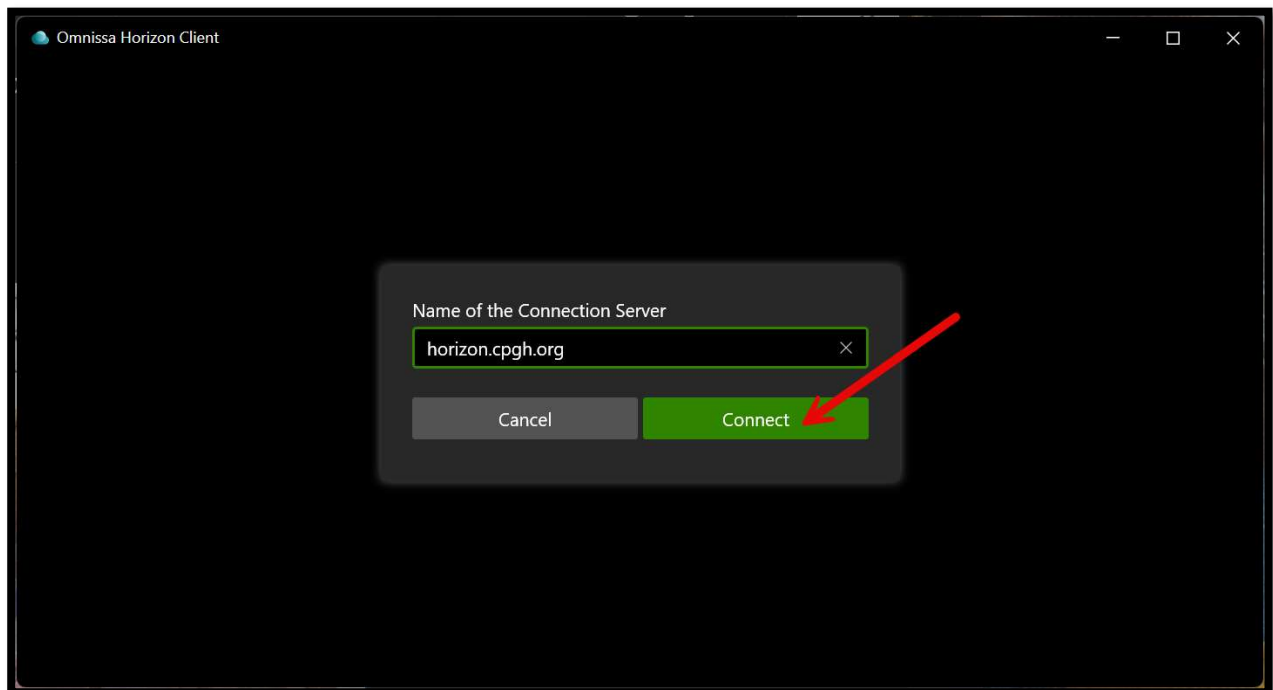 Omnissa Horizon Client
Name of the Connection Server
horizon.cpgh.org
Cancel Connect